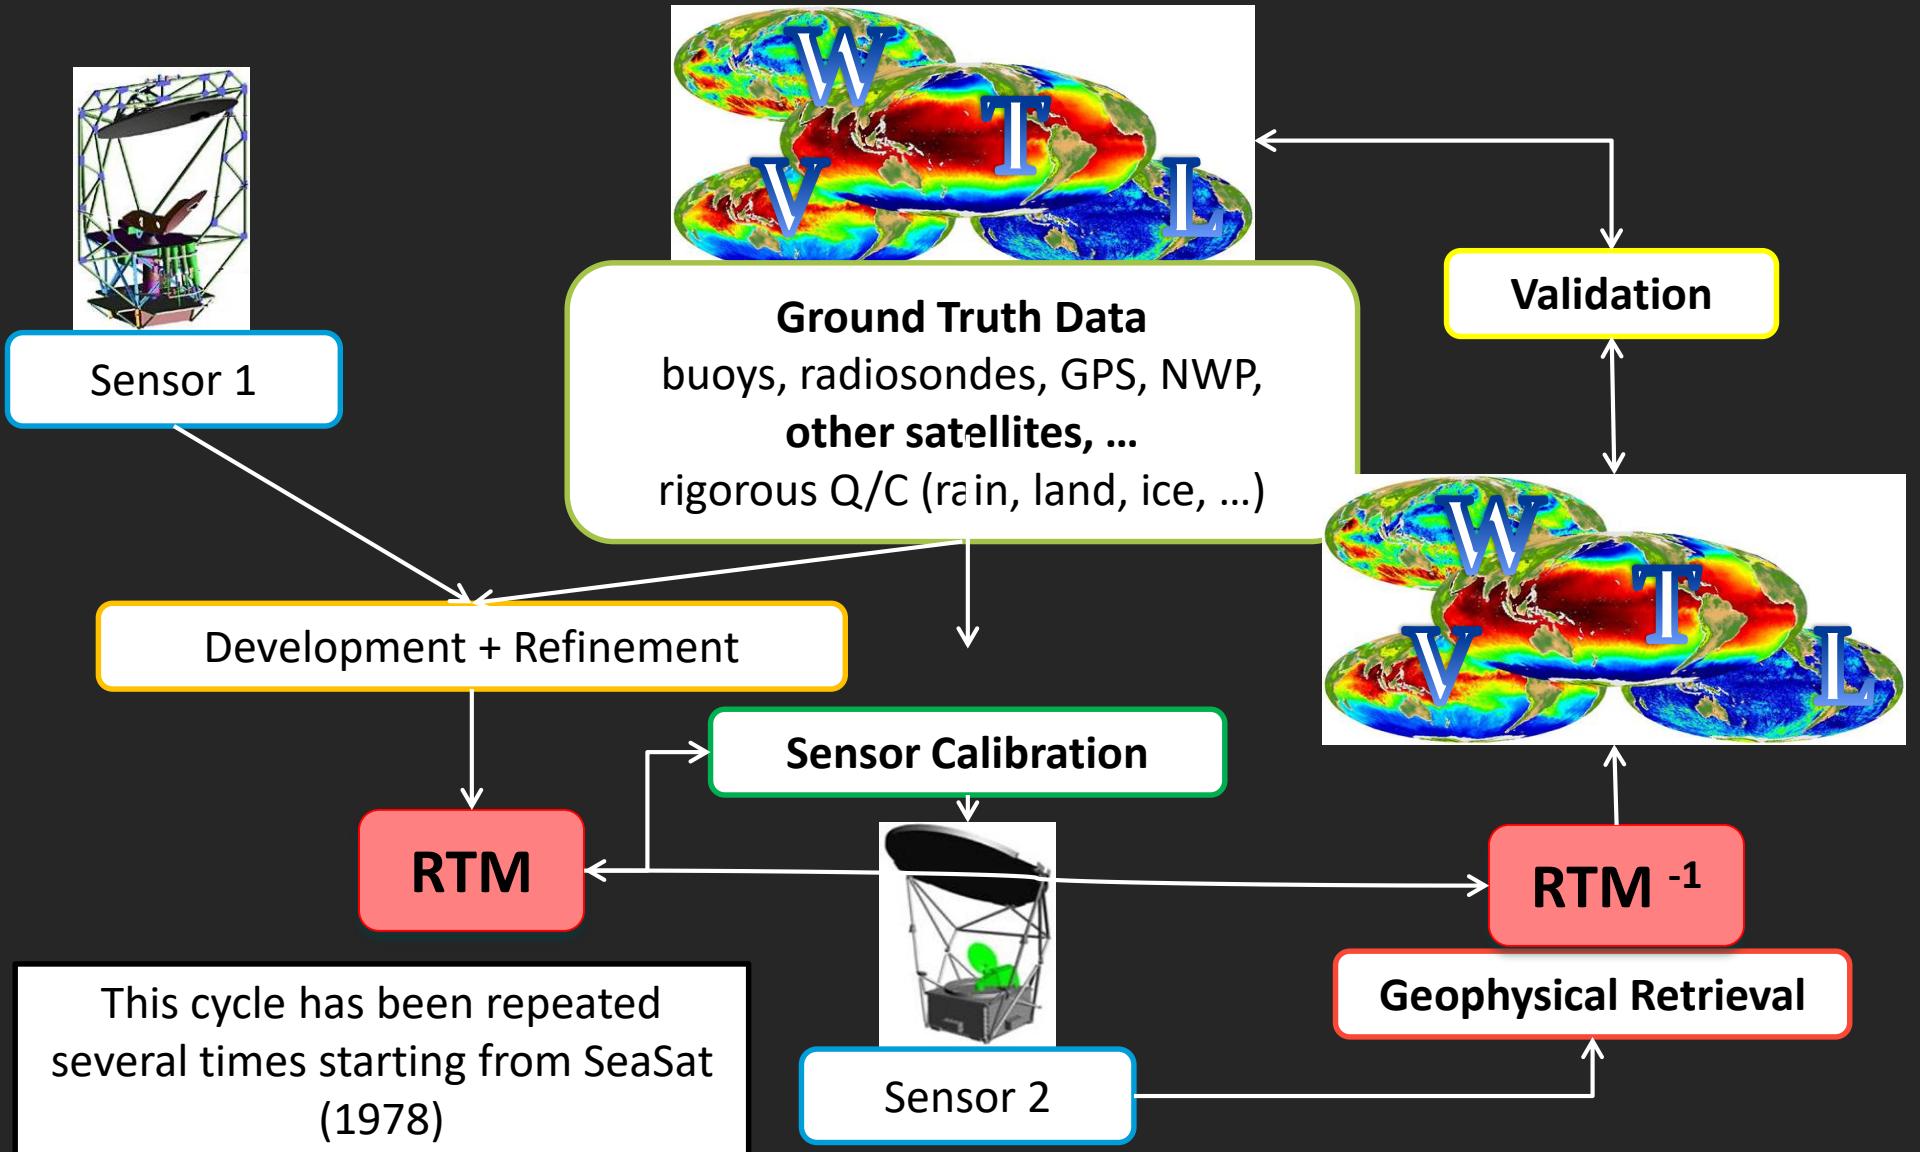 W
T
V
L
Sensor 1
Ground Truth Data
buoys, radiosondes, GPS, NWP,
other satellites, ...
rigorous Q/C (rain, land, ice, ...)
Validation
W
T
V
L
Development + Refinement
Sensor Calibration
RTM
RTM -1
Geophysical Retrieval
This cycle has been repeated
several times starting from SeaSat
(1978)
Sensor 2